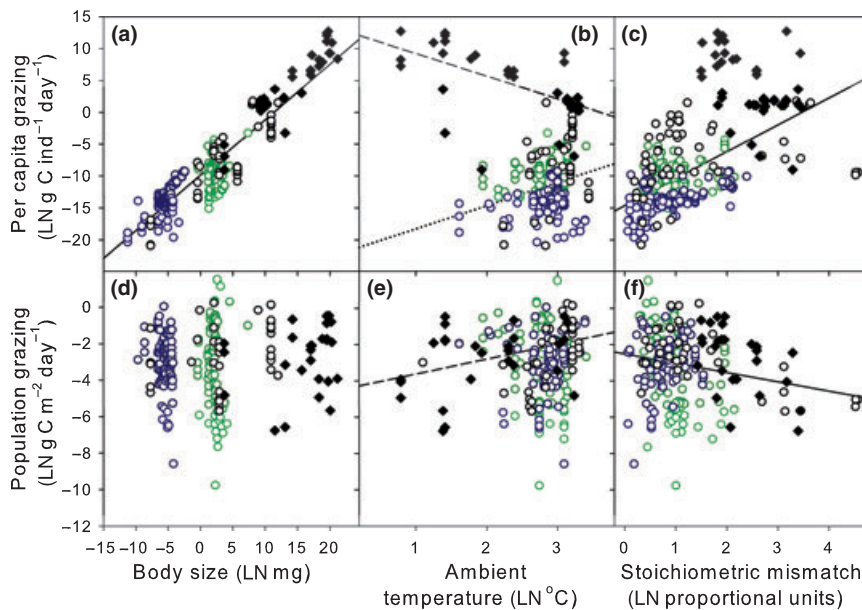 15
10
5
0
−5
−10
−15
−20
Per capita grazing
(LN g C ind⁻¹ day⁻¹)
(a)
(b)
(c)
0
−2
−4
−6
−8
−10
−12
Population grazing
(LN g C m⁻² day⁻¹)
(d)
(e)
(f)
−15 −10 −5 0 5 10 15 20
1 2 3
0 1 2 3 4
Body size (LN mg)
Ambient
temperature (LN °C)
Stoichiometric mismatch
(LN proportional units)